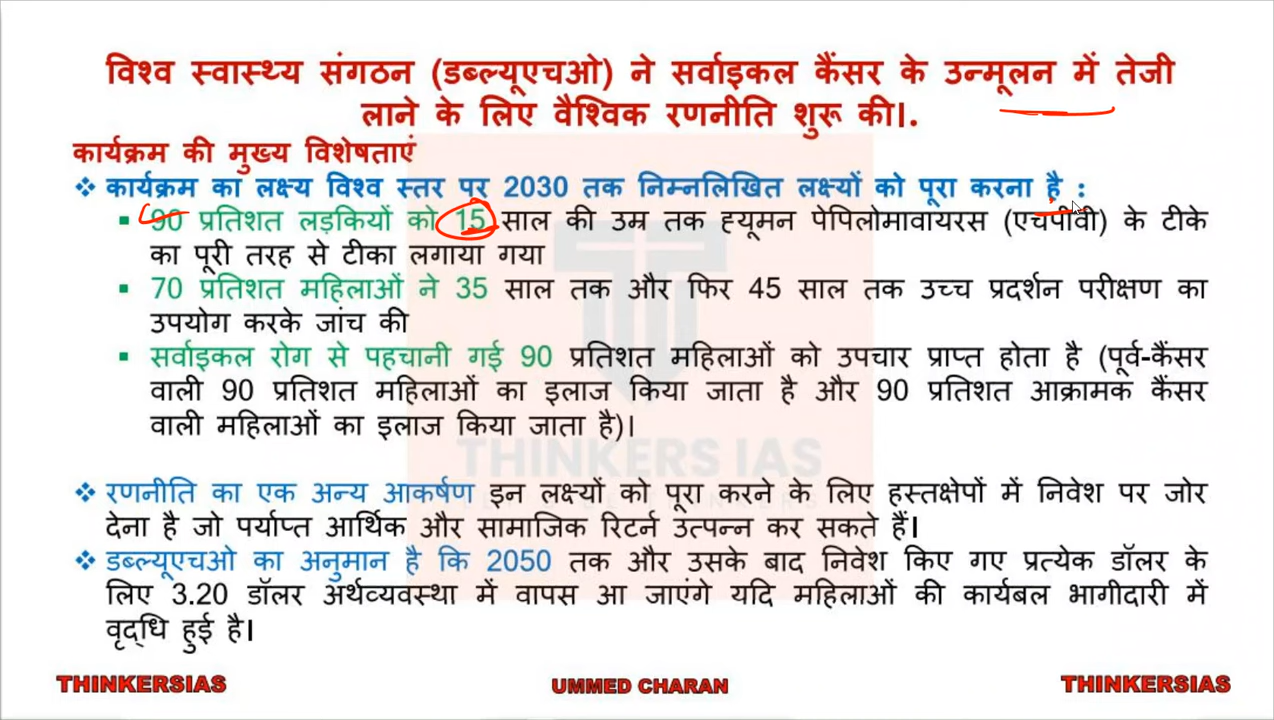 विश्व स्वास्थ्य संगठन (डब्ल्यूएचओ) ने सर्वाइकल कैंसर के उन्मूलन में तेजी
लाने के लिए वैश्विक रणनीति शुरू की।.
कार्यक्रम की मुख्य विशेषताएं
❖ कार्यक्रम का लक्ष्य विश्व स्तर पर 2030 तक निम्नलिखित लक्ष्यों को पूरा करना है :
▪ 90 प्रतिशत लड़कियों को 15 साल की उम्र तक ह्यूमन पेपिलोमावायरस (एचपीवी) के टीके
का पूरी तरह से टीका लगाया गया
▪ 70 प्रतिशत महिलाओं ने 35 साल तक और फिर 45 साल तक उच्च प्रदर्शन परीक्षण का
उपयोग करके जांच की
▪ सर्वाइकल रोग से पहचानी गई 90 प्रतिशत महिलाओं को उपचार प्राप्त होता है (पूर्व-कैंसर
वाली 90 प्रतिशत महिलाओं का इलाज किया जाता है और 90 प्रतिशत आक्रामक कैंसर
वाली महिलाओं का इलाज किया जाता है)।
THINKERS IAS
❖ रणनीति का एक अन्य आकर्षण इन लक्ष्यों को पूरा करने के लिए हस्तक्षेपों में निवेश पर जोर
देना है जो पर्याप्त आर्थिक और सामाजिक रिटर्न उत्पन्न कर सकते हैं।
❖ डब्ल्यूएचओ का अनुमान है कि 2050 तक और उसके बाद निवेश किए गए प्रत्येक डॉलर के
लिए 3.20 डॉलर अर्थव्यवस्था में वापस आ जाएंगे यदि महिलाओं की कार्यबल भागीदारी में
वृद्धि हुई है।
THINKERSIAS UMMED CHARAN THINKERSIAS